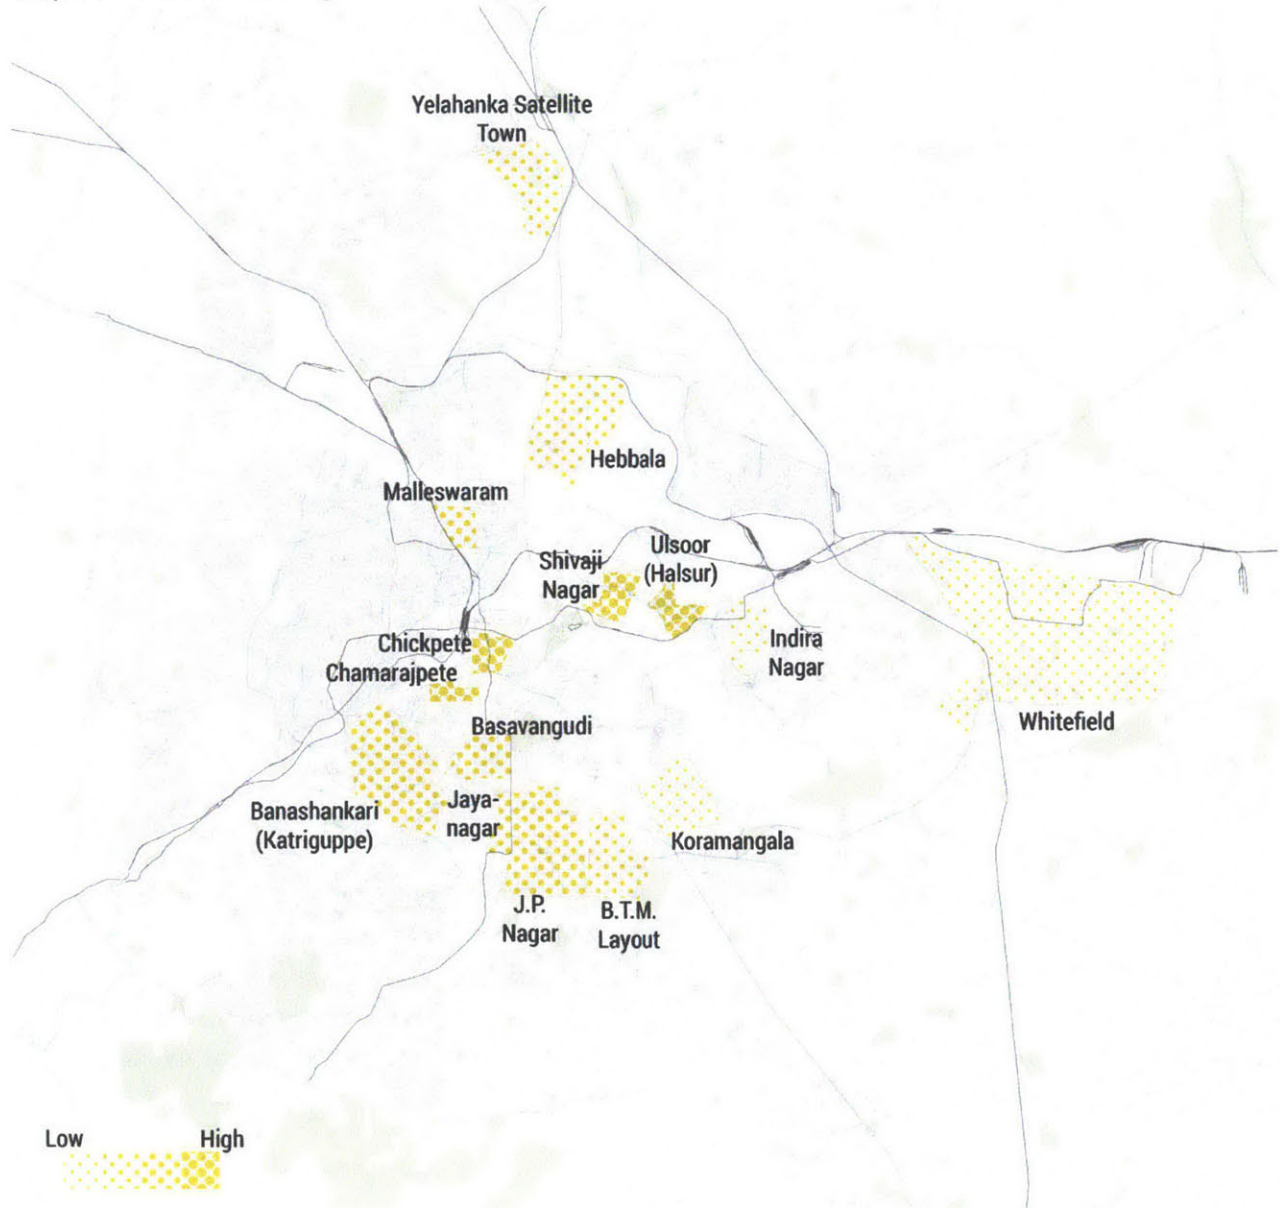 Yelahanka Satellite
Town
Hebbala
Malleswaram
Shivaji
Nagar
Ulsoor
(Halsur)
Indira
Nagar
Chickpete
Chamarajpete
Whitefield
Basavangudi
Banashankari
(Katriguppe)
Jaya-
nagar
Koramangala
J.P.
Nagar
B.T.M.
Layout
Low
High